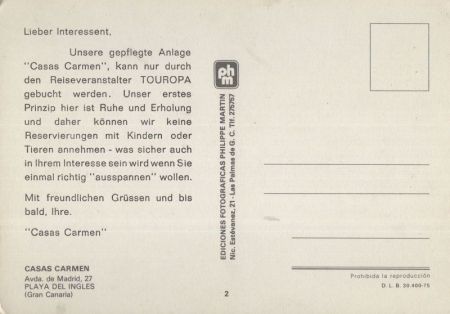 Lieber Interessent,
Unsere gepflegte Anlage
"Casas Carmen", kann nur durch
den Reiseveranstalter TOUROPA
gebucht werden. Unser erstes
Prinzip hier ist Ruhe und Erholung
und daher können wir keine
Reservierungen mit Kindern oder
Tieren annehmen - was sicher auch
in Ihrem Interesse sein wird wenn Sie
einmal richtig "ausspannen" wollen.
Mit freundlichen Grüssen und bis
bald, Ihre.
"Casas Carmen"
CASAS CARMEN
Avda. de Madrid, 27
PLAYA DEL INGLES
(Gran Canaria)
phm
EDICIONES FOTOGRAFICAS PHILIPPE MARTIN
Nic. Estévanez, 21 - Las Palmas de G. C. Tlf. 275757
2
Prohibida la reproducción
D. L. B. 30.400-75